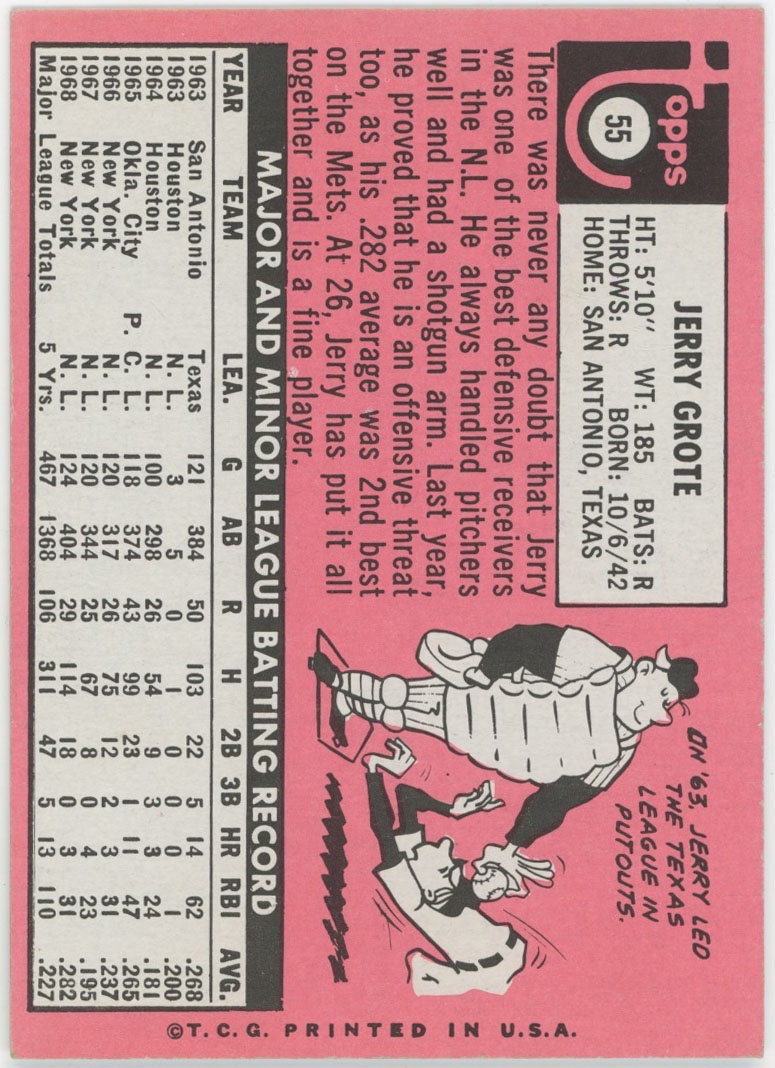 Topps
55
JERRY GROTE
HT: 5'10" WT: 185 BATS: R
THROWS: R BORN: 10/6/42
HOME: SAN ANTONIO, TEXAS
There was never any doubt that Jerry
was one of the best defensive receivers
in the N.L. He always handled pitchers
well and had a shotgun arm. Last year,
he proved that he is an offensive threat
too, as his .282 average was 2nd best
on the Mets. At 26, Jerry has put it all
together and is a fine player.
ON '63, JERRY LED
THE TEXAS
LEAGUE IN
PUTOUTS.
MAJOR AND MINOR LEAGUE BATTING RECORD
YEAR TEAM LEA. G AB R H 2B 3B HR RBI AVG.
1963 San Antonio Texas 121 384 50 103 22 5 14 62 .268
1963 Houston N. L. 3 5 0 1 0 0 0 1 .200
1964 Houston N. L. 100 298 26 54 9 3 3 24 .181
1965 Okla. City P. C. L. 118 374 43 99 23 1 11 47 .265
1966 New York N. L. 120 317 26 75 12 2 3 31 .237
1967 New York N. L. 120 344 25 67 8 0 4 23 .195
1968 New York N. L. 124 404 29 114 18 0 3 31 .282
Major League Totals 5 Yrs. 467 1368 106 311 47 5 13 110 .227
©T.C.G. PRINTED IN U.S.A.